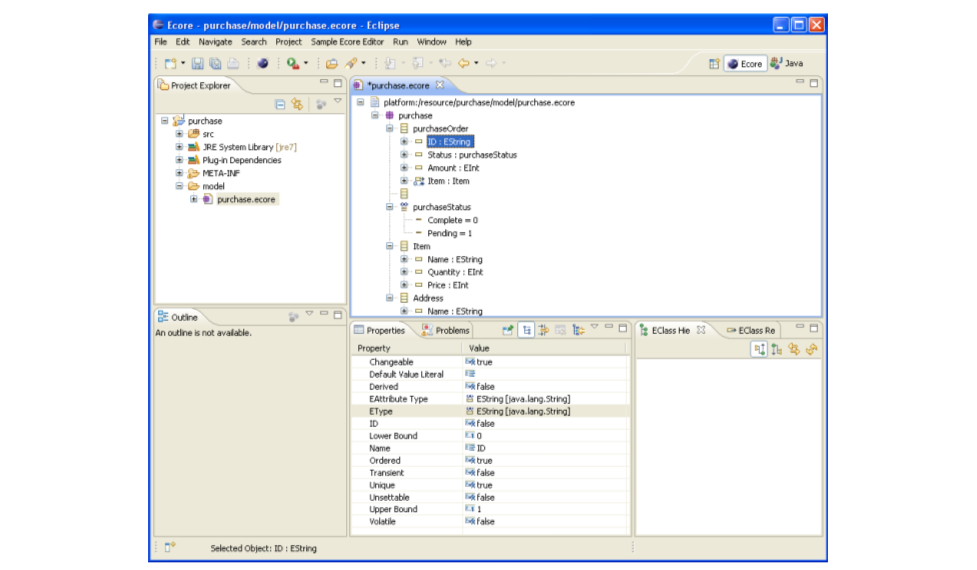 Ecore - purchase/model/purchase.ecore - Eclipse
File Edit Navigate Search Project Sample Ecore Editor Run Window Help
Ecore Java
Project Explorer
purchase
src
JRE System Library [jre7]
Plug-in Dependencies
META-INF
model
purchase.ecore
*purchase.ecore
platform:/resource/purchase/model/purchase.ecore
purchase
purchaseOrder
ID : EString
Status : purchaseStatus
Amount : EInt
Item : Item
purchaseStatus
Complete = 0
Pending = 1
Item
Name : EString
Quantity : EInt
Price : EInt
Address
Name : EString
Outline
An outline is not available.
Properties Problems
Property Value
Changeable true
Default Value Literal
Derived false
EAttribute Type EString [java.lang.String]
EType EString [java.lang.String]
ID false
Lower Bound 0
Name ID
Ordered true
Transient false
Unique true
Unsettable false
Upper Bound 1
Volatile false
EClass Hie EClass Re
Selected Object: ID : EString